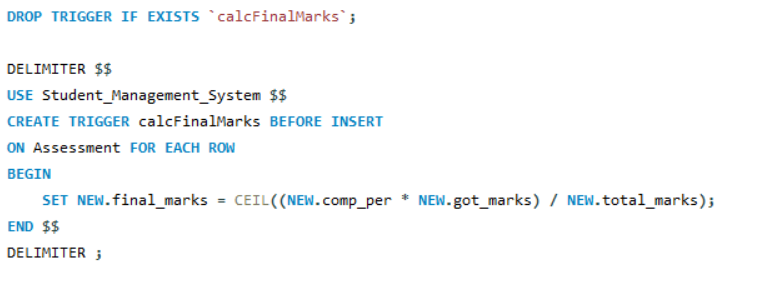 DROP TRIGGER IF EXISTS `calcFinalMarks`;
DELIMITER $$
USE Student_Management_System $$
CREATE TRIGGER calcFinalMarks BEFORE INSERT
ON Assessment FOR EACH ROW
BEGIN
    SET NEW.final_marks = CEIL((NEW.comp_per * NEW.got_marks) / NEW.total_marks);
END $$
DELIMITER ;